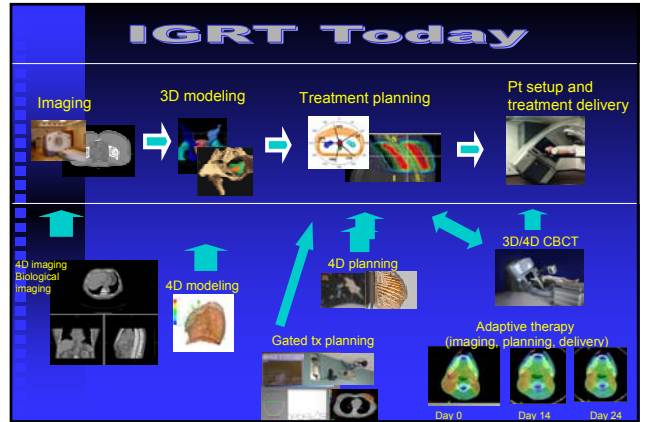 IGRT Today
Imaging
3D modeling
Treatment planning
Pt setup and
treatment delivery
4D imaging
Biological
imaging
4D modeling
4D planning
3D/4D CBCT
Gated tx planning
Adaptive therapy
(imaging, planning, delivery)
Day 0
Day 14
Day 24